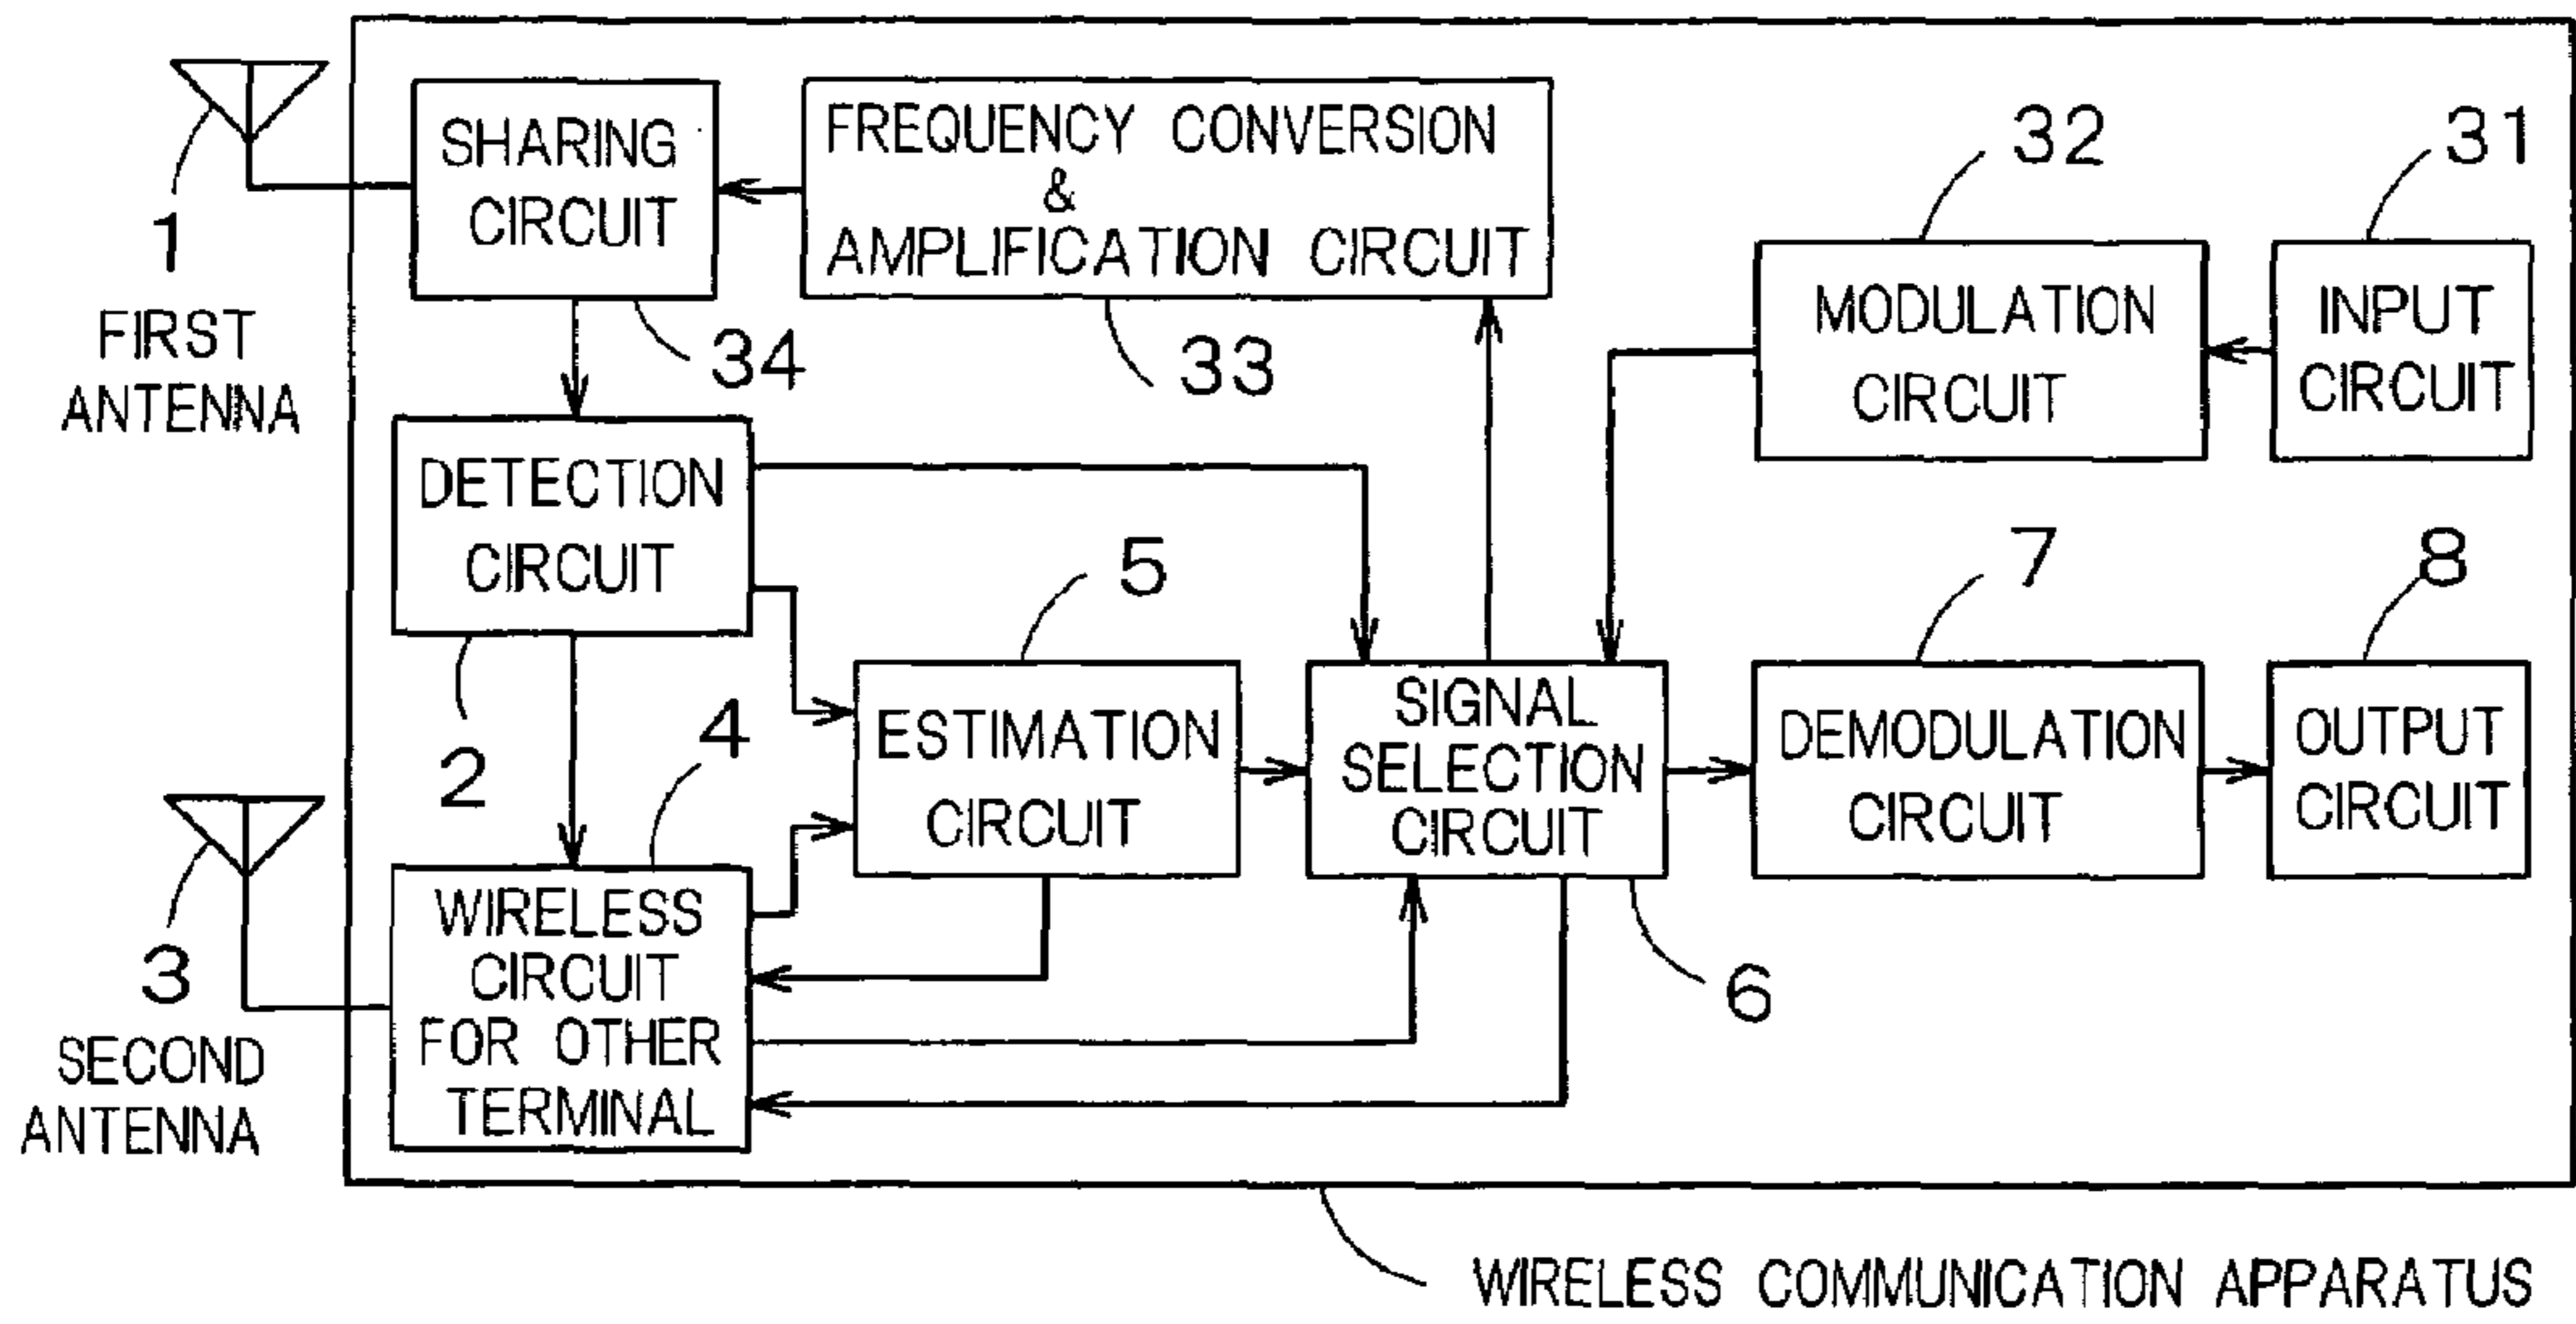 SHARING
CIRCUIT
FREQUENCY CONVERSION
&
AMPLIFICATION CIRCUIT
32
31
1
FIRST
ANTENNA
34
33
MODULATION
CIRCUIT
INPUT
CIRCUIT
DETECTION
CIRCUIT
5
7
8
2
4
ESTIMATION
CIRCUIT
SIGNAL
SELECTION
CIRCUIT
DEMODULATION
CIRCUIT
OUTPUT
CIRCUIT
3
SECOND
ANTENNA
WIRELESS
CIRCUIT
FOR OTHER
TERMINAL
6
WIRELESS COMMUNICATION APPARATUS